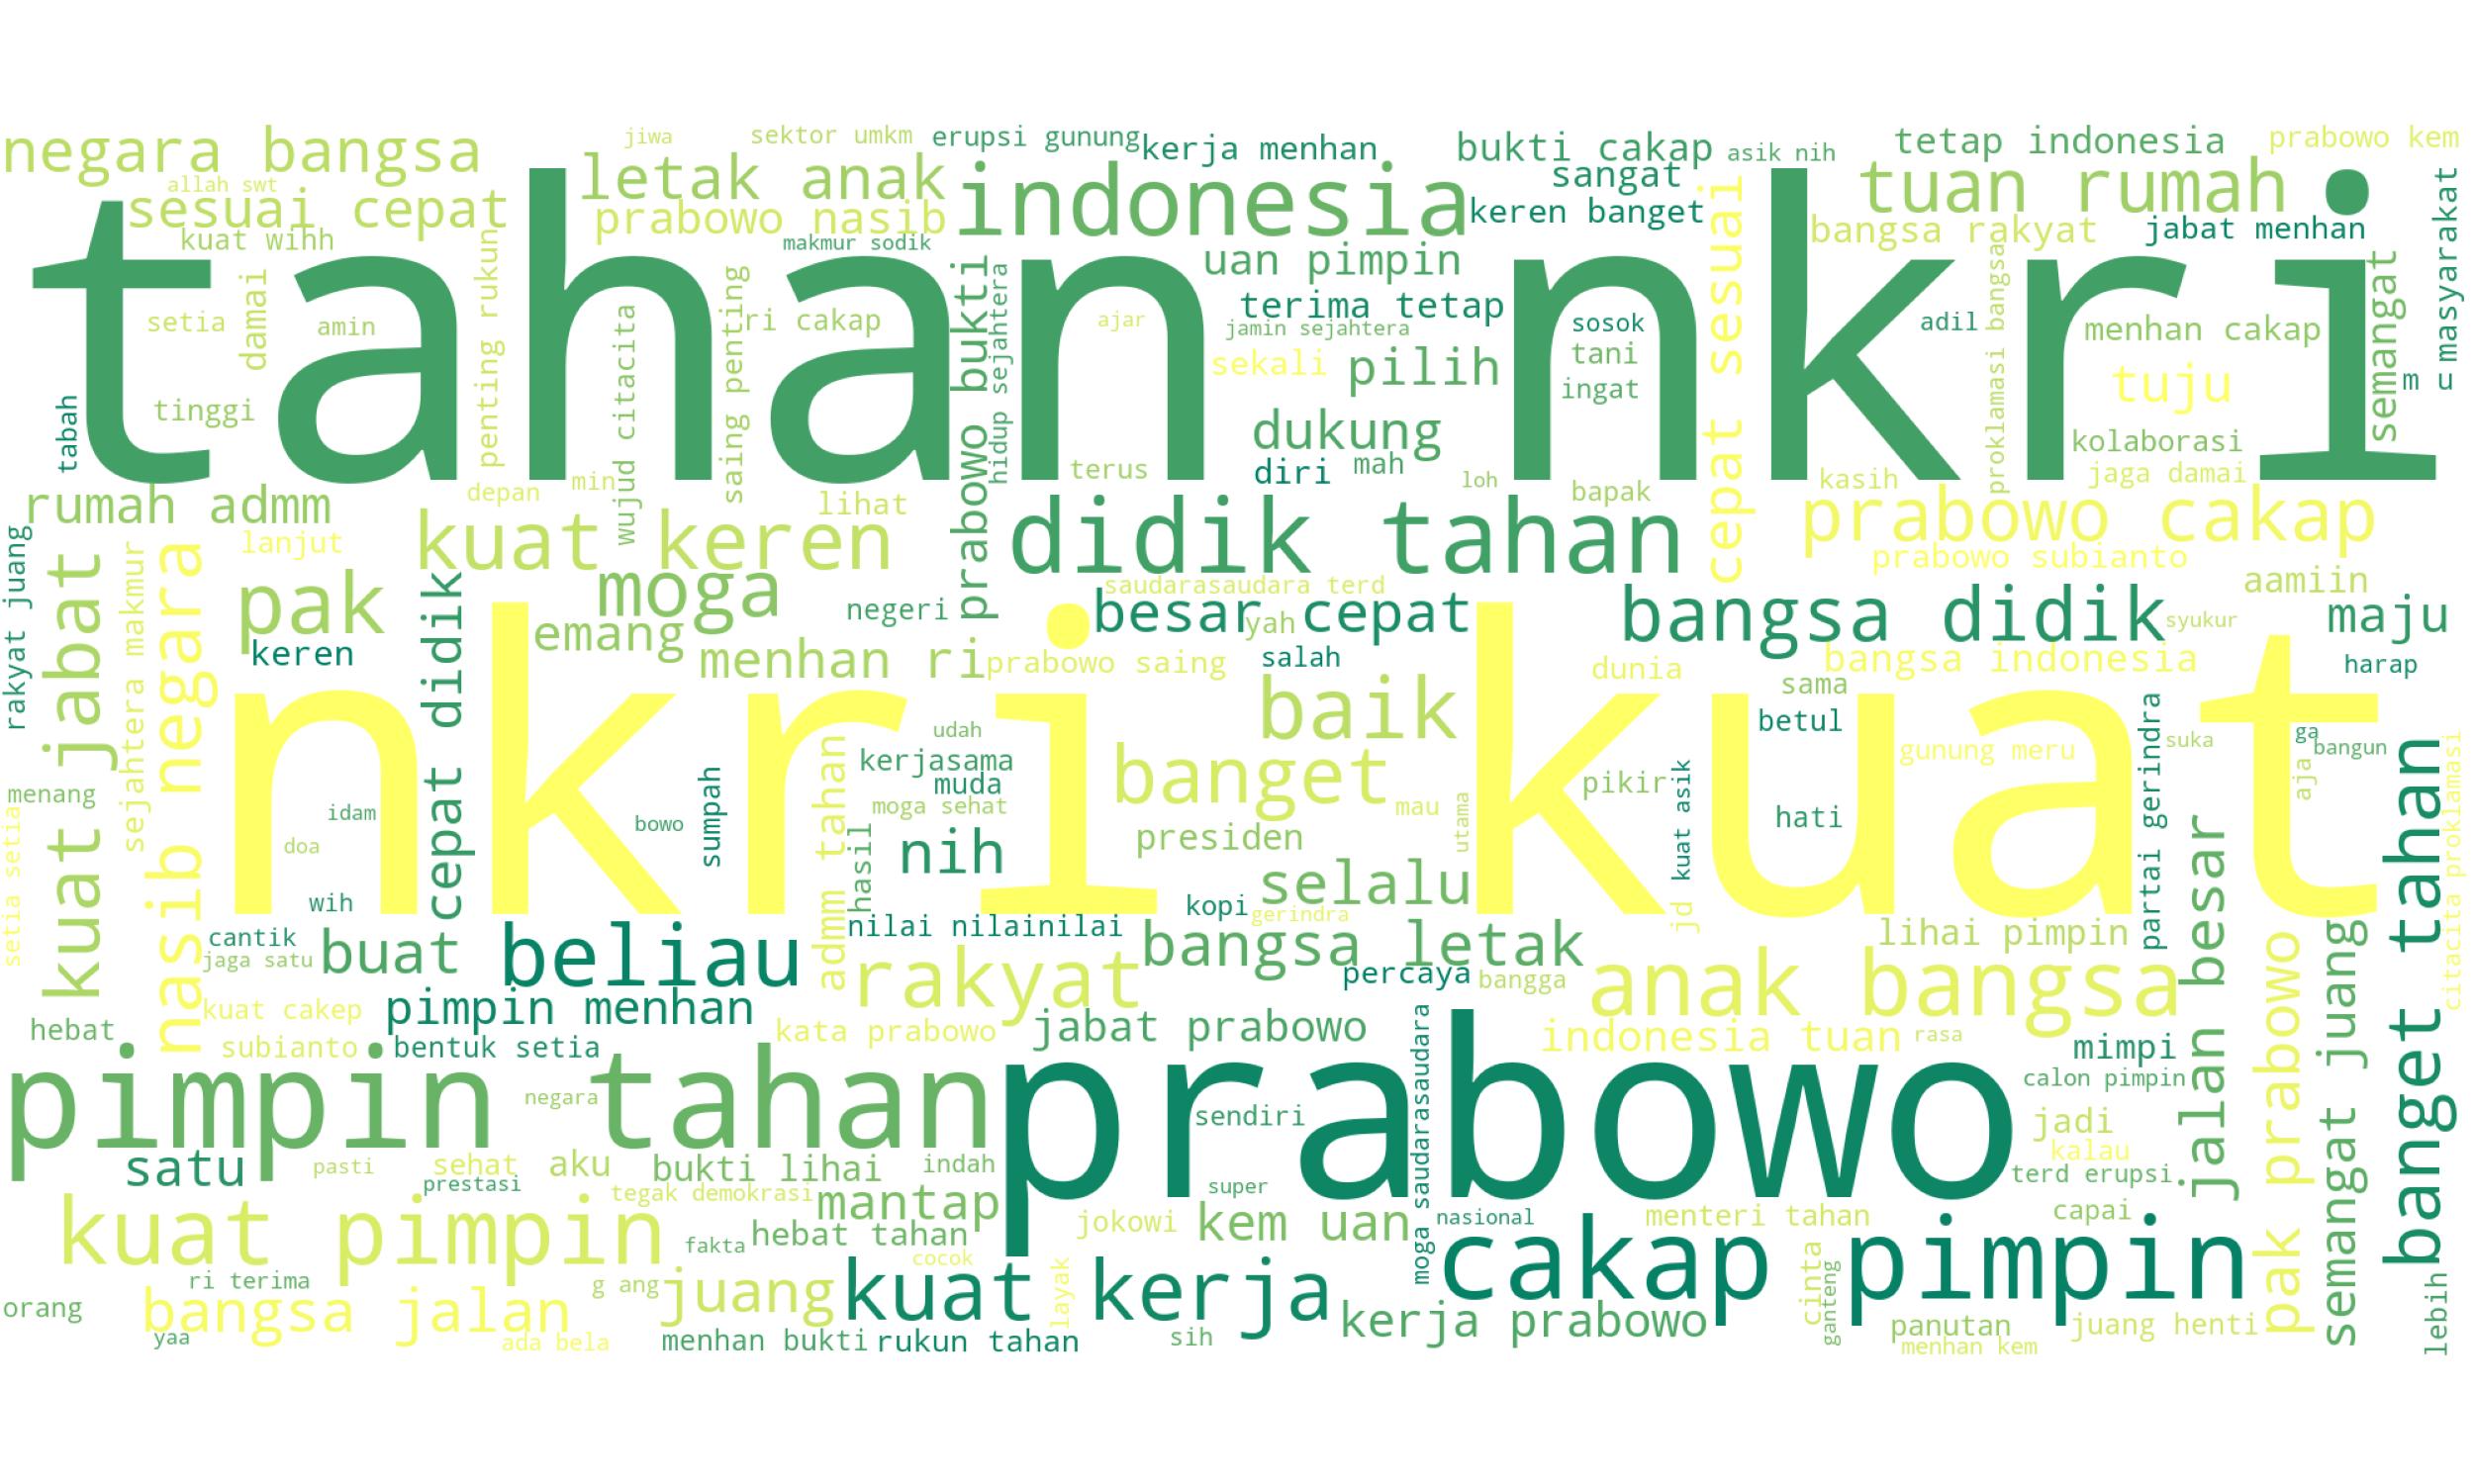 negara bangsa
jiwa
sektor umkm
erupsi gunung
kerja menhan
bukti cakap
asik nih
tetap indonesia
prabowo kem
allah swt
letak anak
indonesia
sangat
tuan rumah
sesuai cepat
prabowo nasib
keren banget
bangsa rakyat
jabat menhan
masyarakat
kuat wihh
makmur sodik
tahan nkri
uan pimpin
cepat sesuai
semangat
damai
penting rukun
setia
amin
wujud citacita
saing penting
ri cakap
prabowo bukti
hidup sejahtera
ajar
terima tetap
jamin sejahtera
sosok
adil
proklamasi bangsa
menhan cakap
sekali
pilih
tani
ingat
tuju
m u
tabah
tinggi
dukung
kolaborasi
terus
diri
mah
loh
bapak
kasih
jaga damai
rumah admm
depan
min
lihat
kuat keren
didik tahan
prabowo cakap
rakyat juang
kuat jabat
sejahtera makmur
nasib negara
lanjut
prabowo subianto
pak
cepat didik
moga
saudarasaudara terd
aamiin
negeri
besar cepat
yah
bangsa didik
syukur
maju
keren
emang
menhan ri
prabowo saing
salah
dunia
bangsa indonesia
harap
nkri kuat
baik
sama
betul
udah
kerjasama
muda
banget
gunung meru
partai gerindra
suka
ga
bangun
aja
menang
idam
bowo
sumpah
admm tahan
moga sehat
mau
pikir
kuat asik
hati
citacita proklamasi
setia setia
doa
hasil
nih
presiden
utama
wih
selalu
kopi
gerindra
jd
cantik
jaga satu
buat
beliau
nilai nilainilai
rakyat
bangsa letak
lihai pimpin
jalan besar
percaya
bangga
anak bangsa
pak prabowo
semangat juang
banget tahan
kuat cakep
pimpin menhan
hebat
kata prabowo
jabat prabowo
indonesia tuan
rasa
subianto
bentuk setia
mimpi
calon pimpin
pimpin tahan
prabowo
negara
sendiri
moga saudarasaudara
jadi
kalau
satu
pasti
sehat
prestasi
aku
bukti lihai
indah
terd erupsi
super
tegak demokrasi
mantap
jokowi
kem uan
nasional
menteri tahan
capai
kuat pimpin
fakta
hebat tahan
cocok
cakap pimpin
ri terima
g ang
juang
kuat kerja
layak
cinta
ganteng
lebih
orang
bangsa jalan
yaa
ada bela
menhan bukti
rukun tahan
sih
kerja prabowo
panutan
menhan kem
juang henti